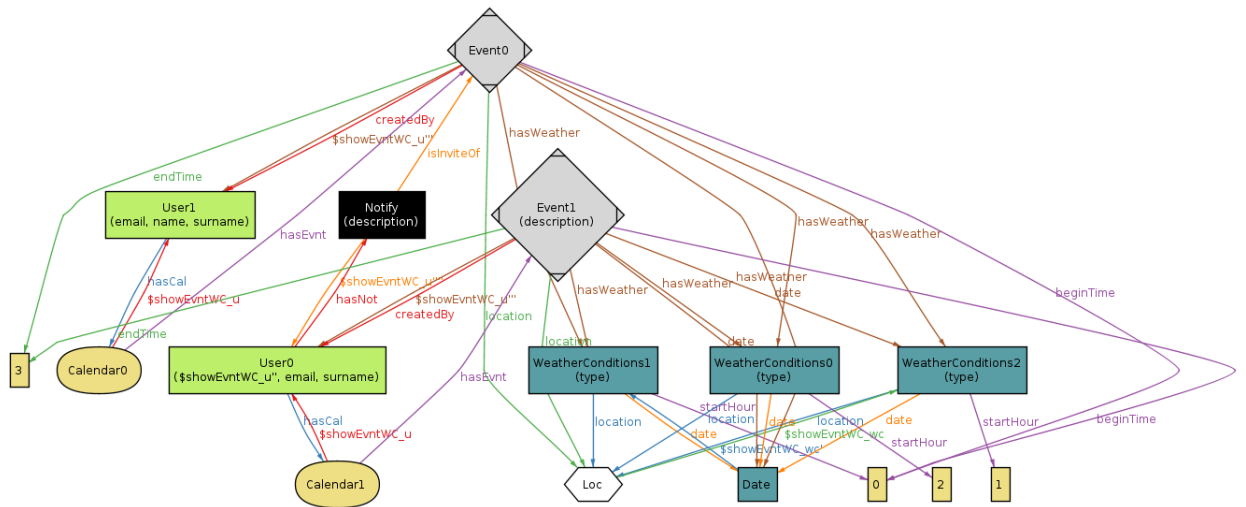 Event0
createdBy
$showEvntWC_u'''
hasWeather
isInviteOf
endTime
User1
(email, name, surname)
Notify
(description)
Event1
(description)
hasWeather
hasWeather
hasEvnt
hasCal
$showEvntWC_u
$showEvntWC_u''''
hasNot
$showEvntWC_u'''
createdBy
location
hasWeather
hasWeather
hasWeather
date
beginTime
endTime
location
date
3
Calendar0
User0
($showEvntWC_u'', email, surname)
hasEvnt
WeatherConditions1
(type)
WeatherConditions0
(type)
WeatherConditions2
(type)
hasCal
$showEvntWC_u
location
date
startHour
location
date
$showEvntWC_wc'
location
$showEvntWC_wc
date
startHour
startHour
beginTime
Calendar1
Loc
Date
0
2
1